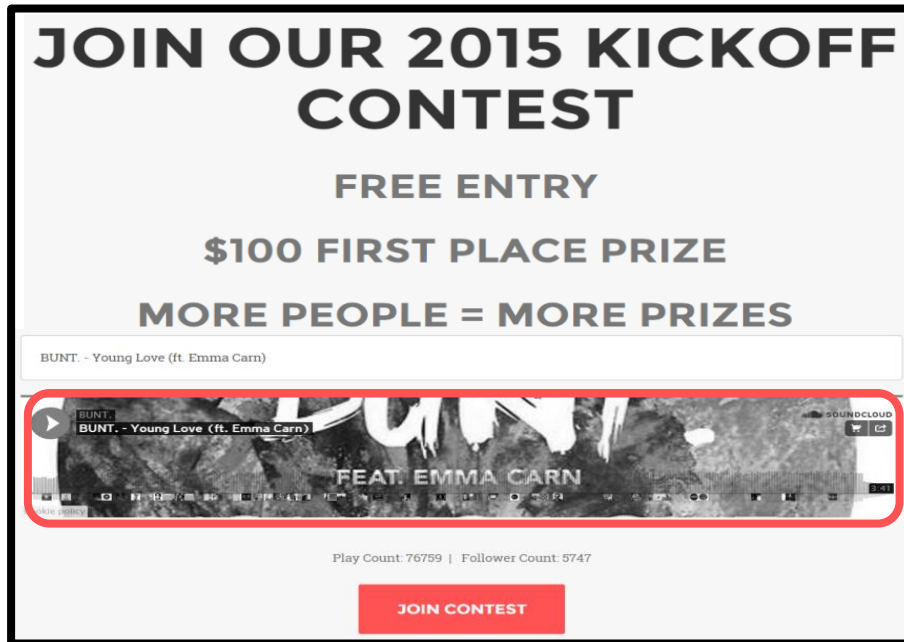 JOIN OUR 2015 KICKOFF
CONTEST
FREE ENTRY
$100 FIRST PLACE PRIZE
MORE PEOPLE = MORE PRIZES
BUNT. - Young Love (ft. Emma Carn)
BUNT.
SOUNDCLOUD
BUNT. - Young Love (ft. Emma Carn)
BUNT
FEAT. EMMA CARN
3:41
okie policy
Play Count: 76759 | Follower Count: 5747
JOIN CONTEST